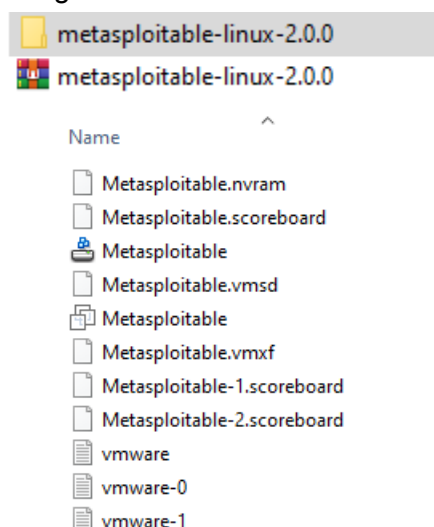 metasploitable-linux-2.0.0
metasploitable-linux-2.0.0
Name
Metasploitable.nvram
Metasploitable.scoreboard
Metasploitable
Metasploitable.vmsd
Metasploitable
Metasploitable.vmxf
Metasploitable-1.scoreboard
Metasploitable-2.scoreboard
vmware
vmware-0
vmware-1